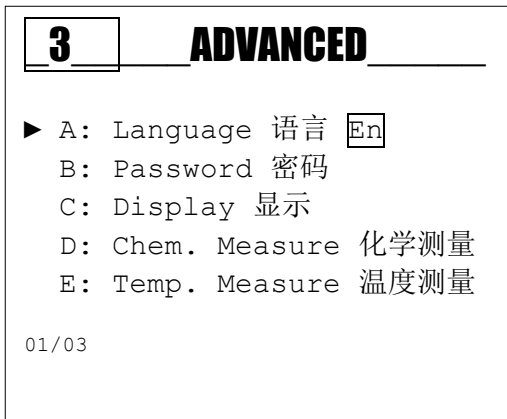 3 ADVANCED
► A: Language 语言 En
B: Password 密码
C: Display 显示
D: Chem. Measure 化学测量
E: Temp. Measure 温度测量
01/03